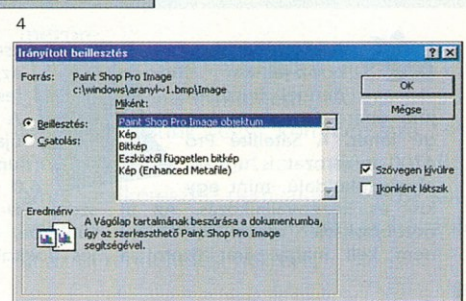 4
Irányított beillesztés
Forrás: Paint Shop Pro Image
c:\windows\aranyl~1.bmp\Image
OK
Mégse
Miként:
Beillesztés:
Csatolás:
Paint Shop Pro Image objektum
Kép
Bitkép
Eszköztől független bitkép
Kép (Enhanced Metafile)
Szövegen kívülre
Ikonként látszik
Eredmény
A Vágólap tartalmának beszúrása a dokumentumba,
így az szerkeszthető Paint Shop Pro Image
segítségével.